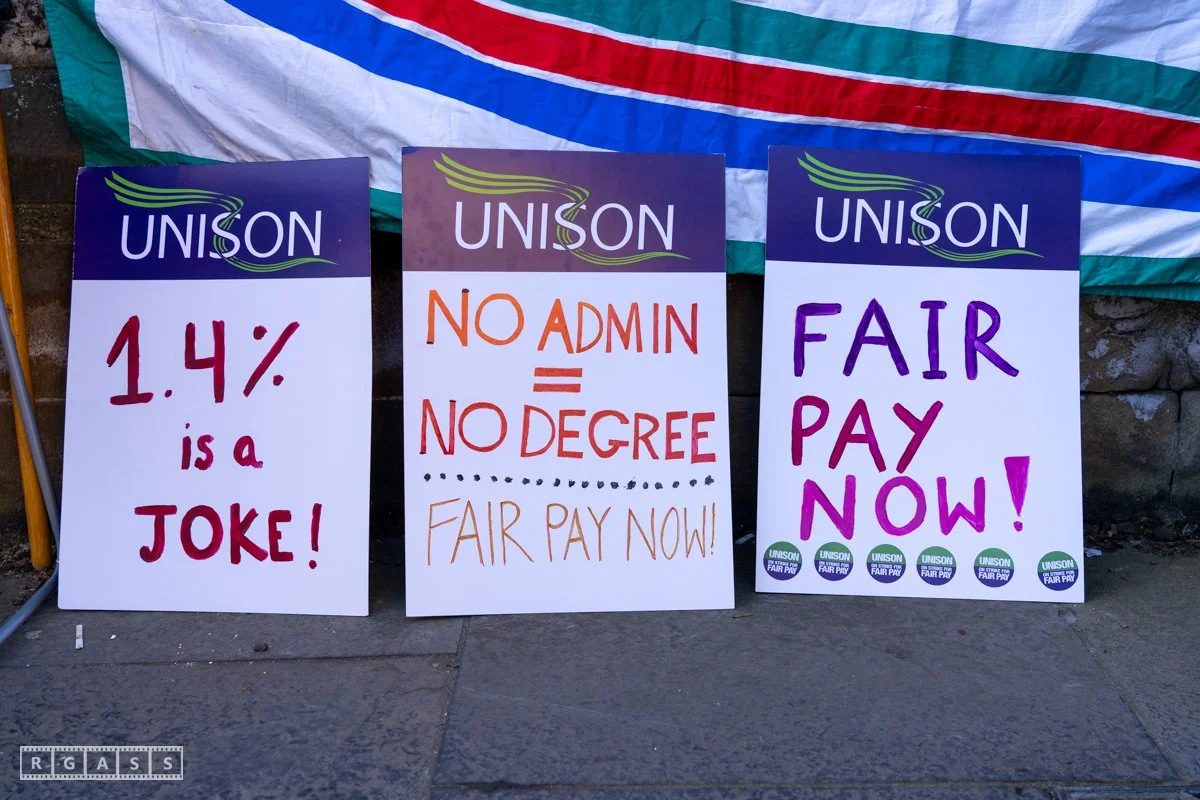 UNISON
1.4%
is a
JOKE!
UNISON
NO ADMIN
=
NO DEGREE
FAIR PAY NOW!
UNISON
FAIR
PAY
NOW!
UNISON
ON STRIKE FOR
FAIR PAY
UNISON
ON STRIKE FOR
FAIR PAY
UNISON
ON STRIKE FOR
FAIR PAY
UNISON
ON STRIKE FOR
FAIR PAY
UNISON
ON STRIKE FOR
FAIR PAY
UNISON
ON STRIKE FOR
FAIR PAY
RGASS